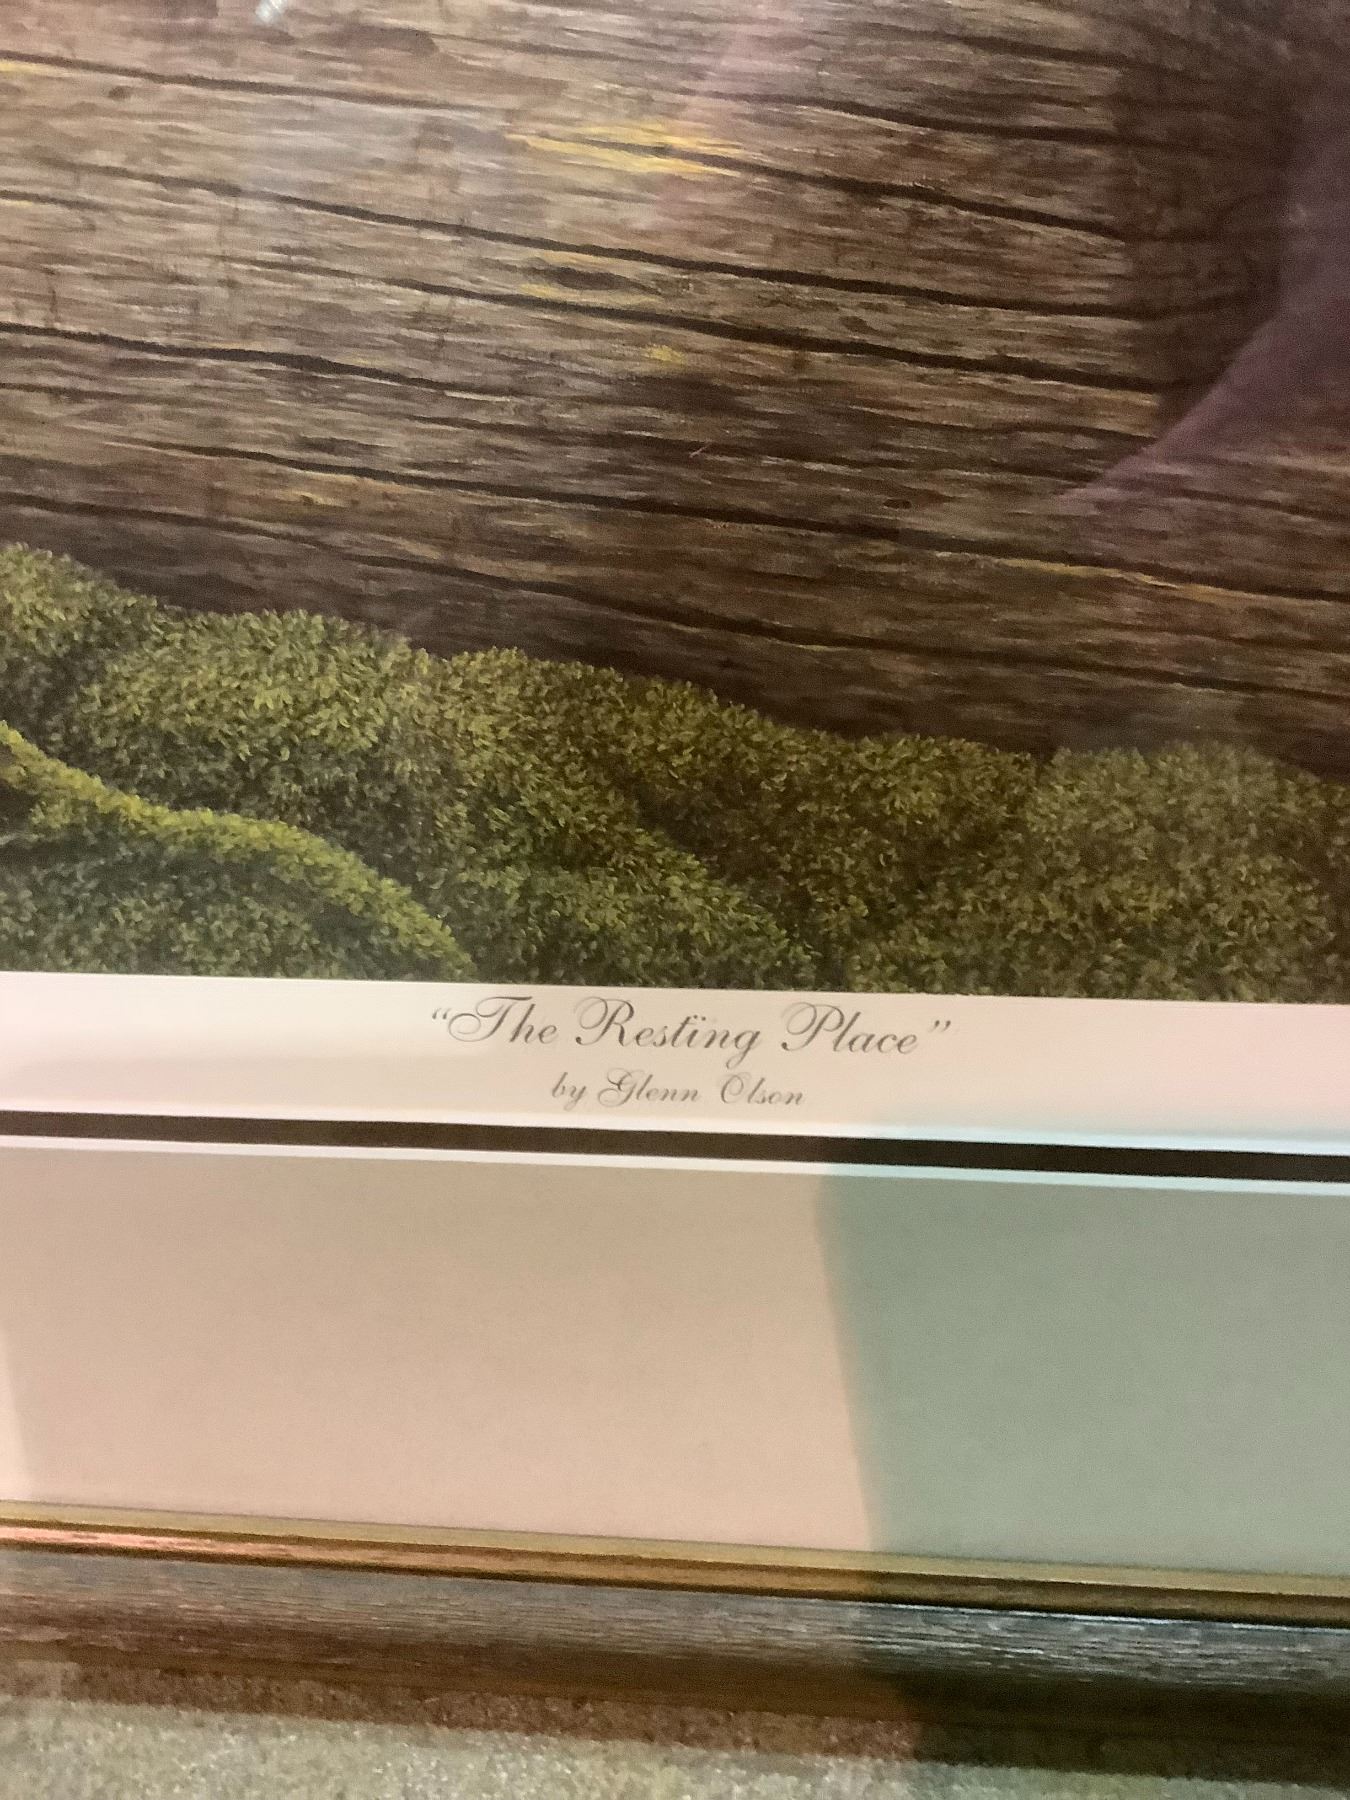 “The Resting Place”
by Glenn Olson